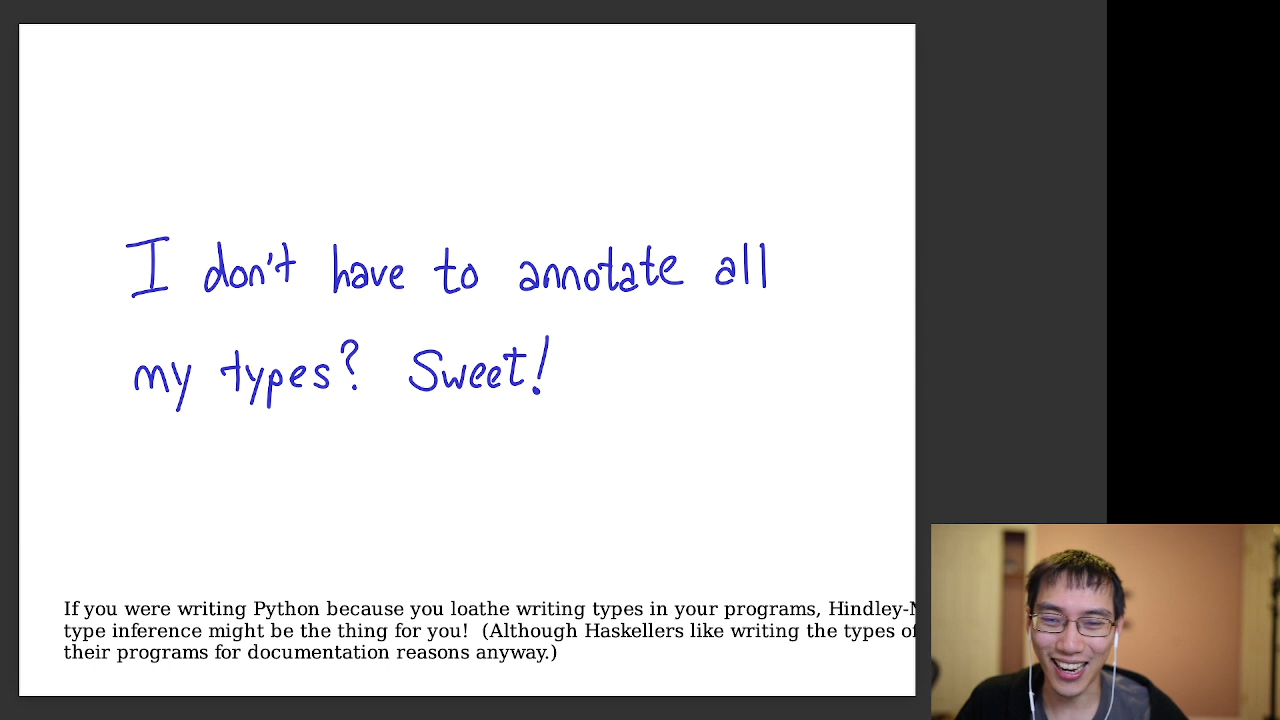 I don't have to annotate all
my types? Sweet!
If you were writing Python because you loathe writing types in your programs, Hindley-
type inference might be the thing for you! (Although Haskellers like writing the types of
their programs for documentation reasons anyway.)